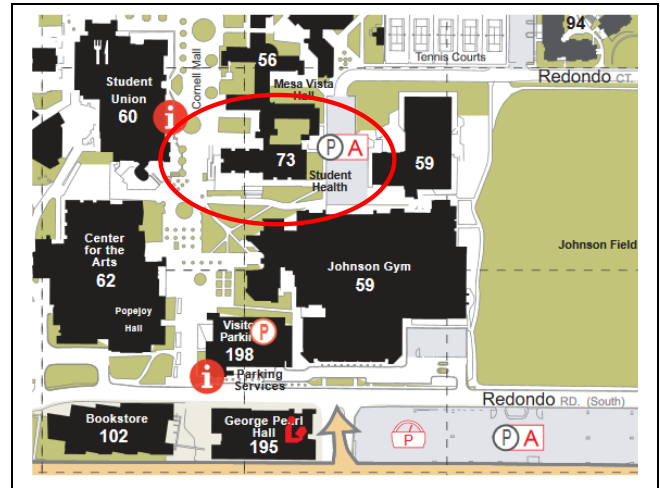 94
Tennis Courts
56
Redondo CT.
Student
Union
60
Cornell Mall
Mesa Vista
Hall
i
P A
73
59
Student
Health
Center
for the
Arts
62
Johnson Gym
59
Johnson Field
Popejoy
Hall
Visitor
Parking
P
198
i
Parking
Services
Redondo RD. (South)
Bookstore
102
George Pearl
Hall
195
P
P A